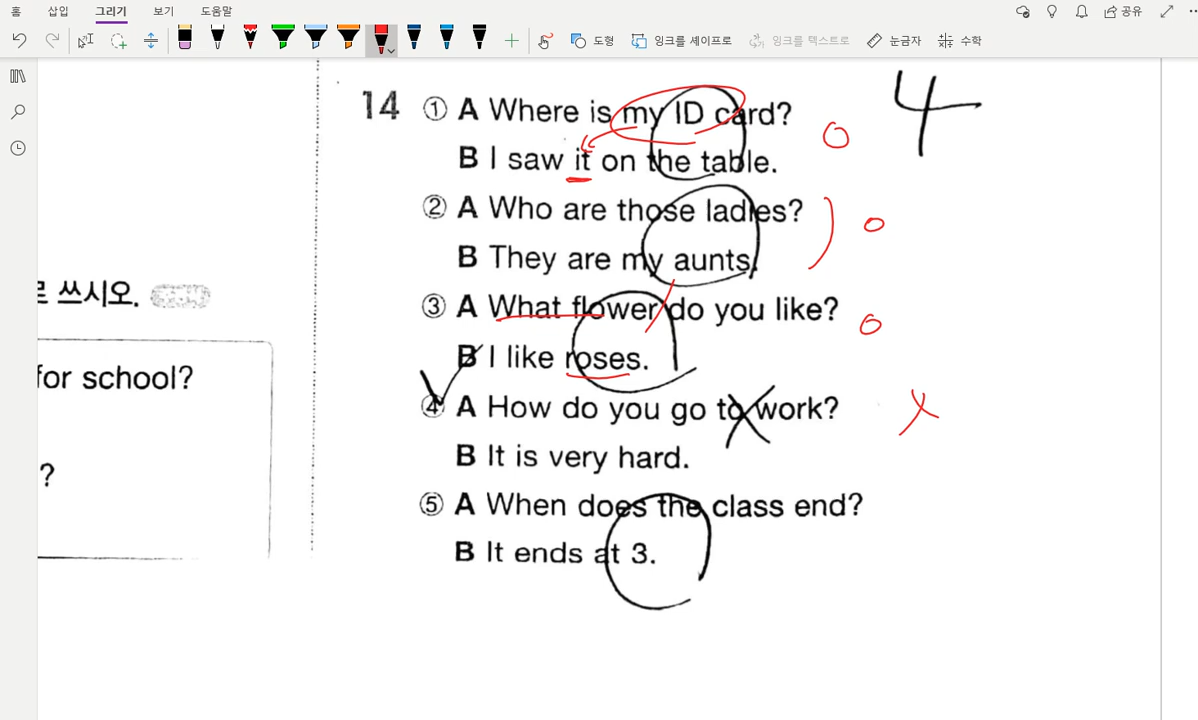 홈 삽입 그리기 보기 도움말 공유
도형 잉크를 셰이프로 잉크를 텍스트로 눈금자 수학
14 ① A Where is my ID card?
B I saw it on the table.
② A Who are those ladies?
B They are my aunts.
③ A What flower do you like?
B I like roses.
④ A How do you go to work?
B It is very hard.
⑤ A When does the class end?
B It ends at 3.
4
쓰시오.
for school?
?